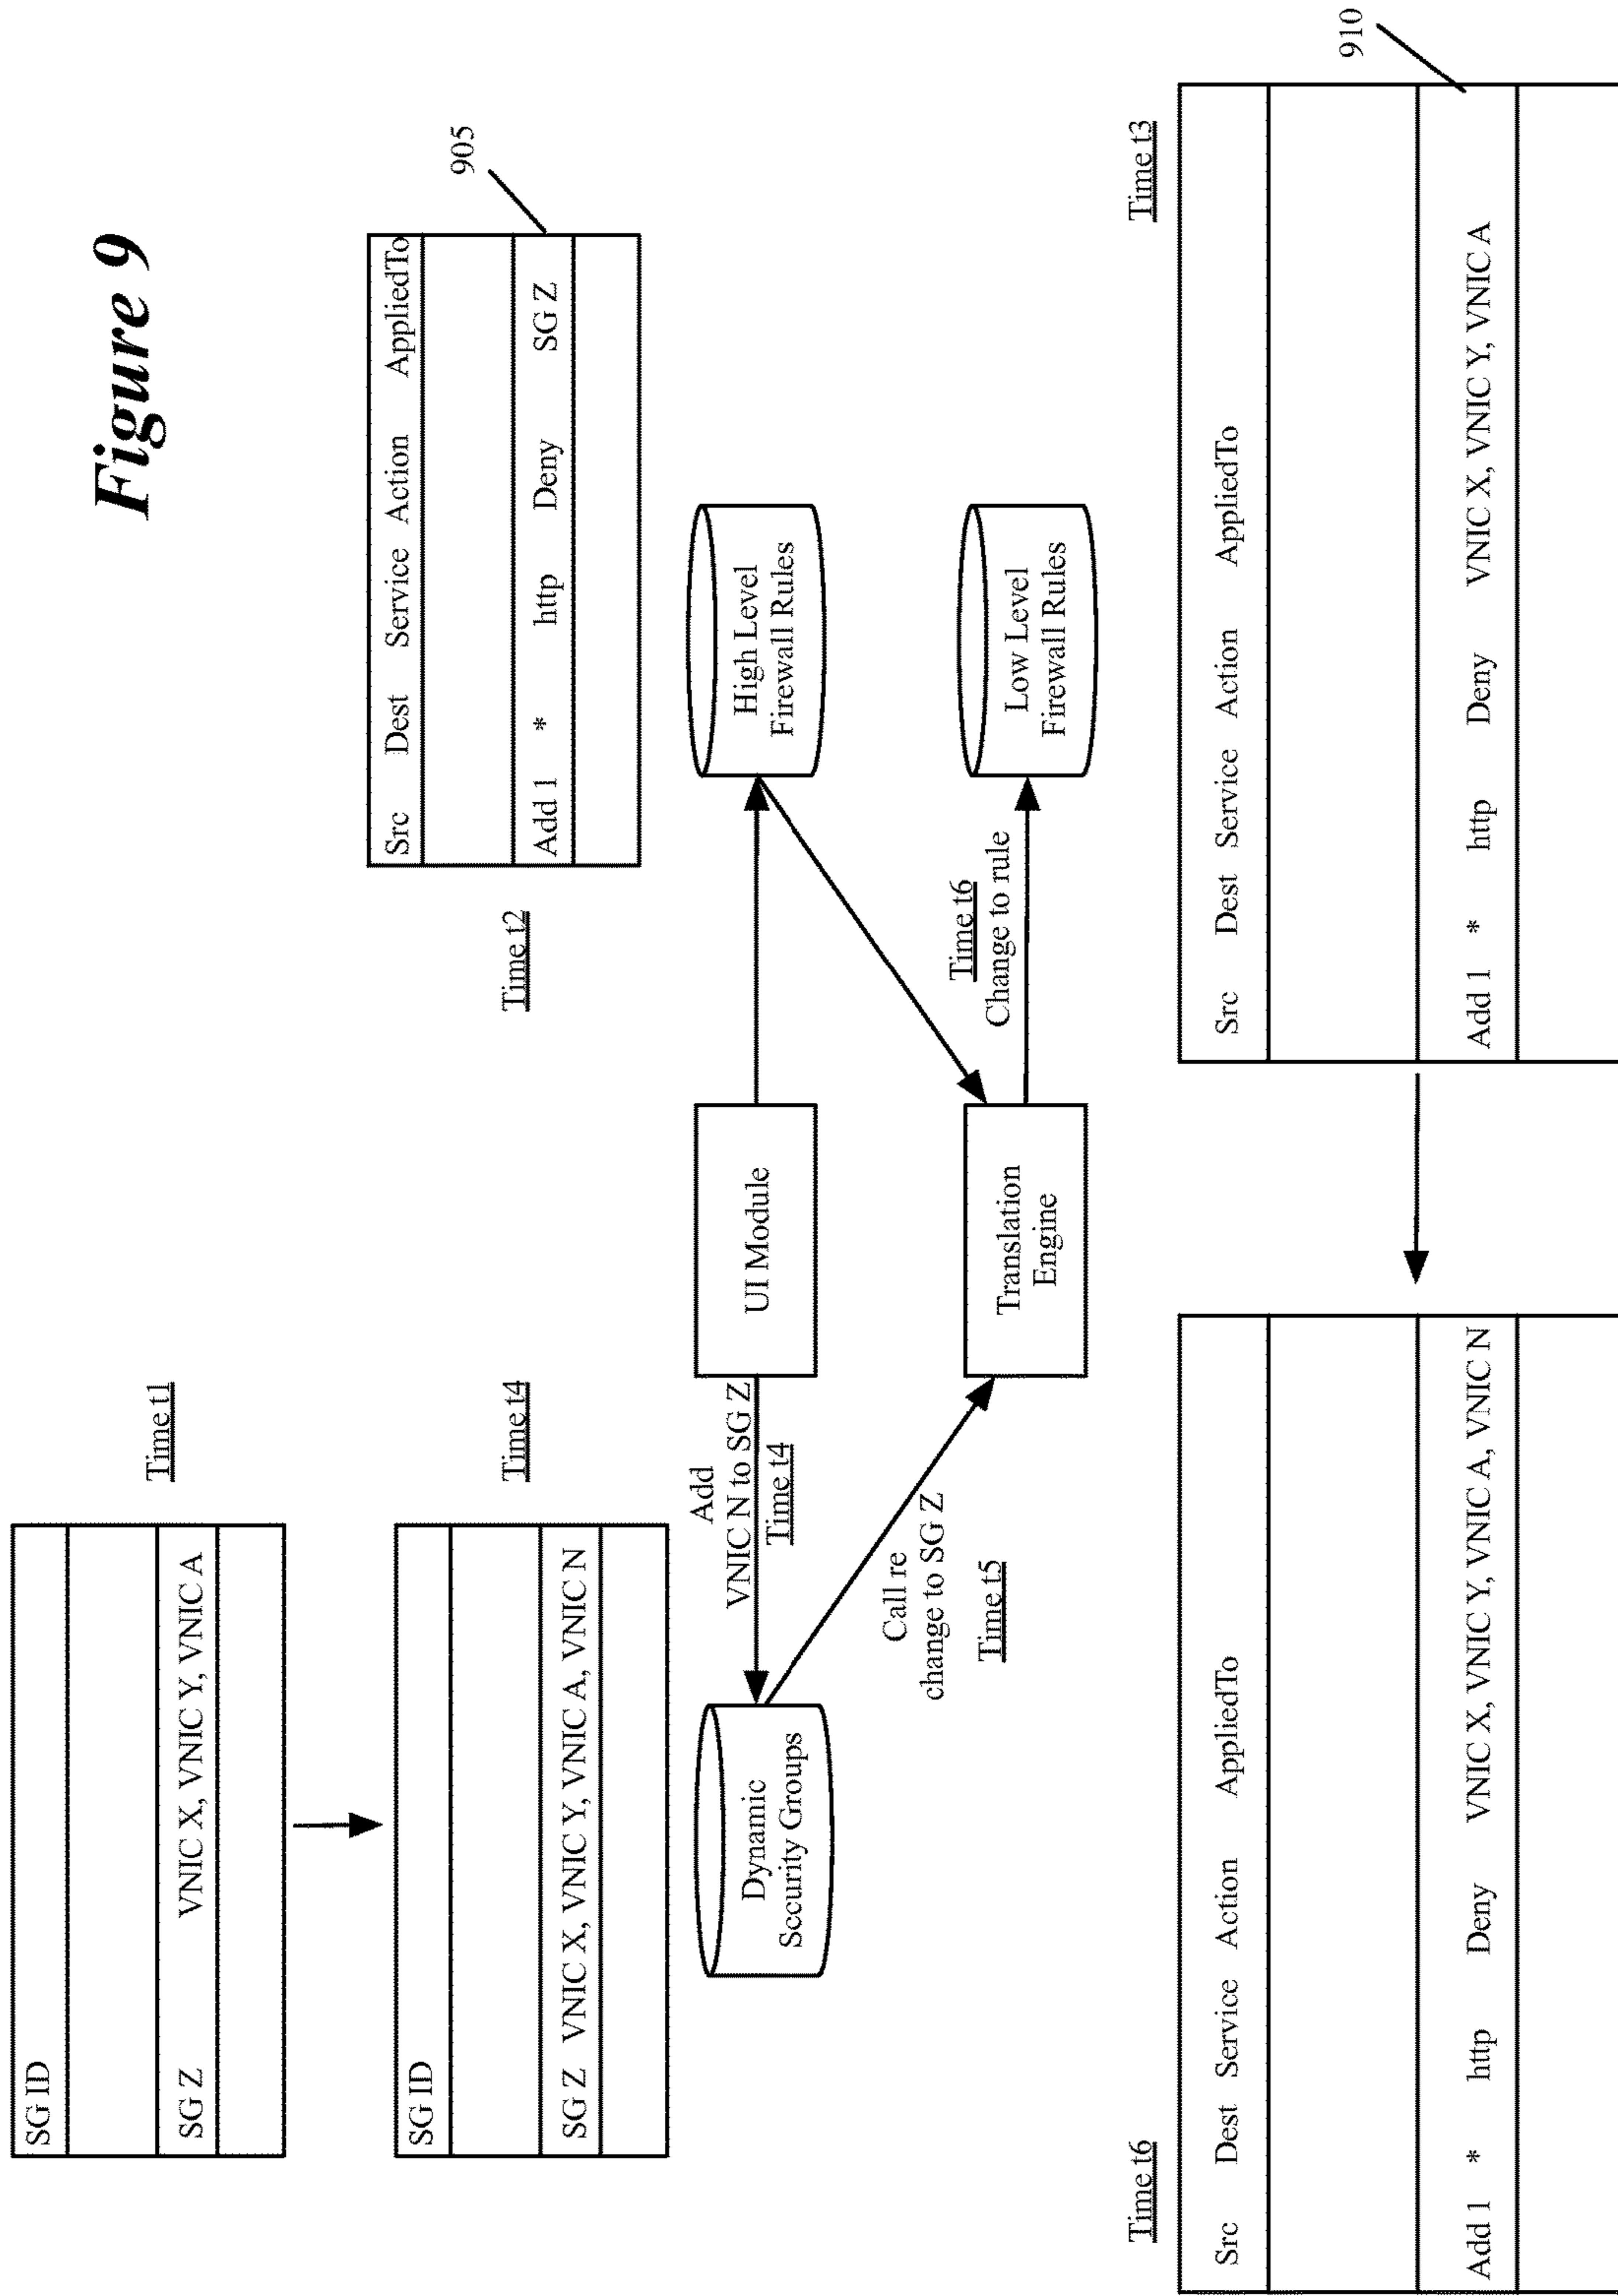 Figure 9
SG ID
SG Z VNIC X, VNIC Y, VNIC A
Time t1
SG ID
SG Z VNIC X, VNIC Y, VNIC A, VNIC N
Time t4
Time t2
Src Dest Service Action AppliedTo
Add 1 * http Deny SG Z
905
Dynamic
Security Groups
Add
VNIC N to SG Z
Time t4
UI Module
High Level
Firewall Rules
Call re
change to SG Z
Time t5
Translation
Engine
Time t6
Change to rule
Low Level
Firewall Rules
Time t6
Src Dest Service Action AppliedTo
Add 1 * http Deny VNIC X, VNIC Y, VNIC A, VNIC N
Time t3
Src Dest Service Action AppliedTo
Add 1 * http Deny VNIC X, VNIC Y, VNIC A
910